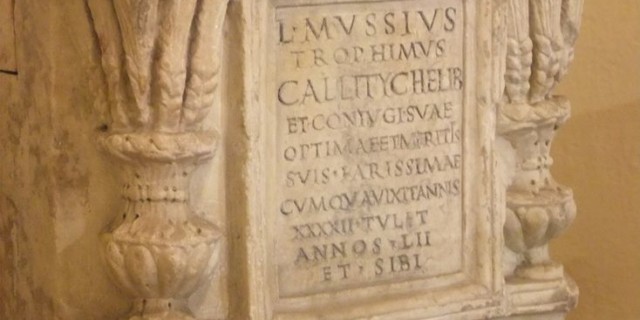 L·MVSSIVS
TROPHIMVS
CALLITYCHE LIB
ET·CONIVGI·SVAE
OPTIMAE ET MERITIS
SVIS·KARISSIMAE
CVM QVA VIXIT ANNIS
XXXXII·TVLIT
ANNOS·LII
ET·SIBI